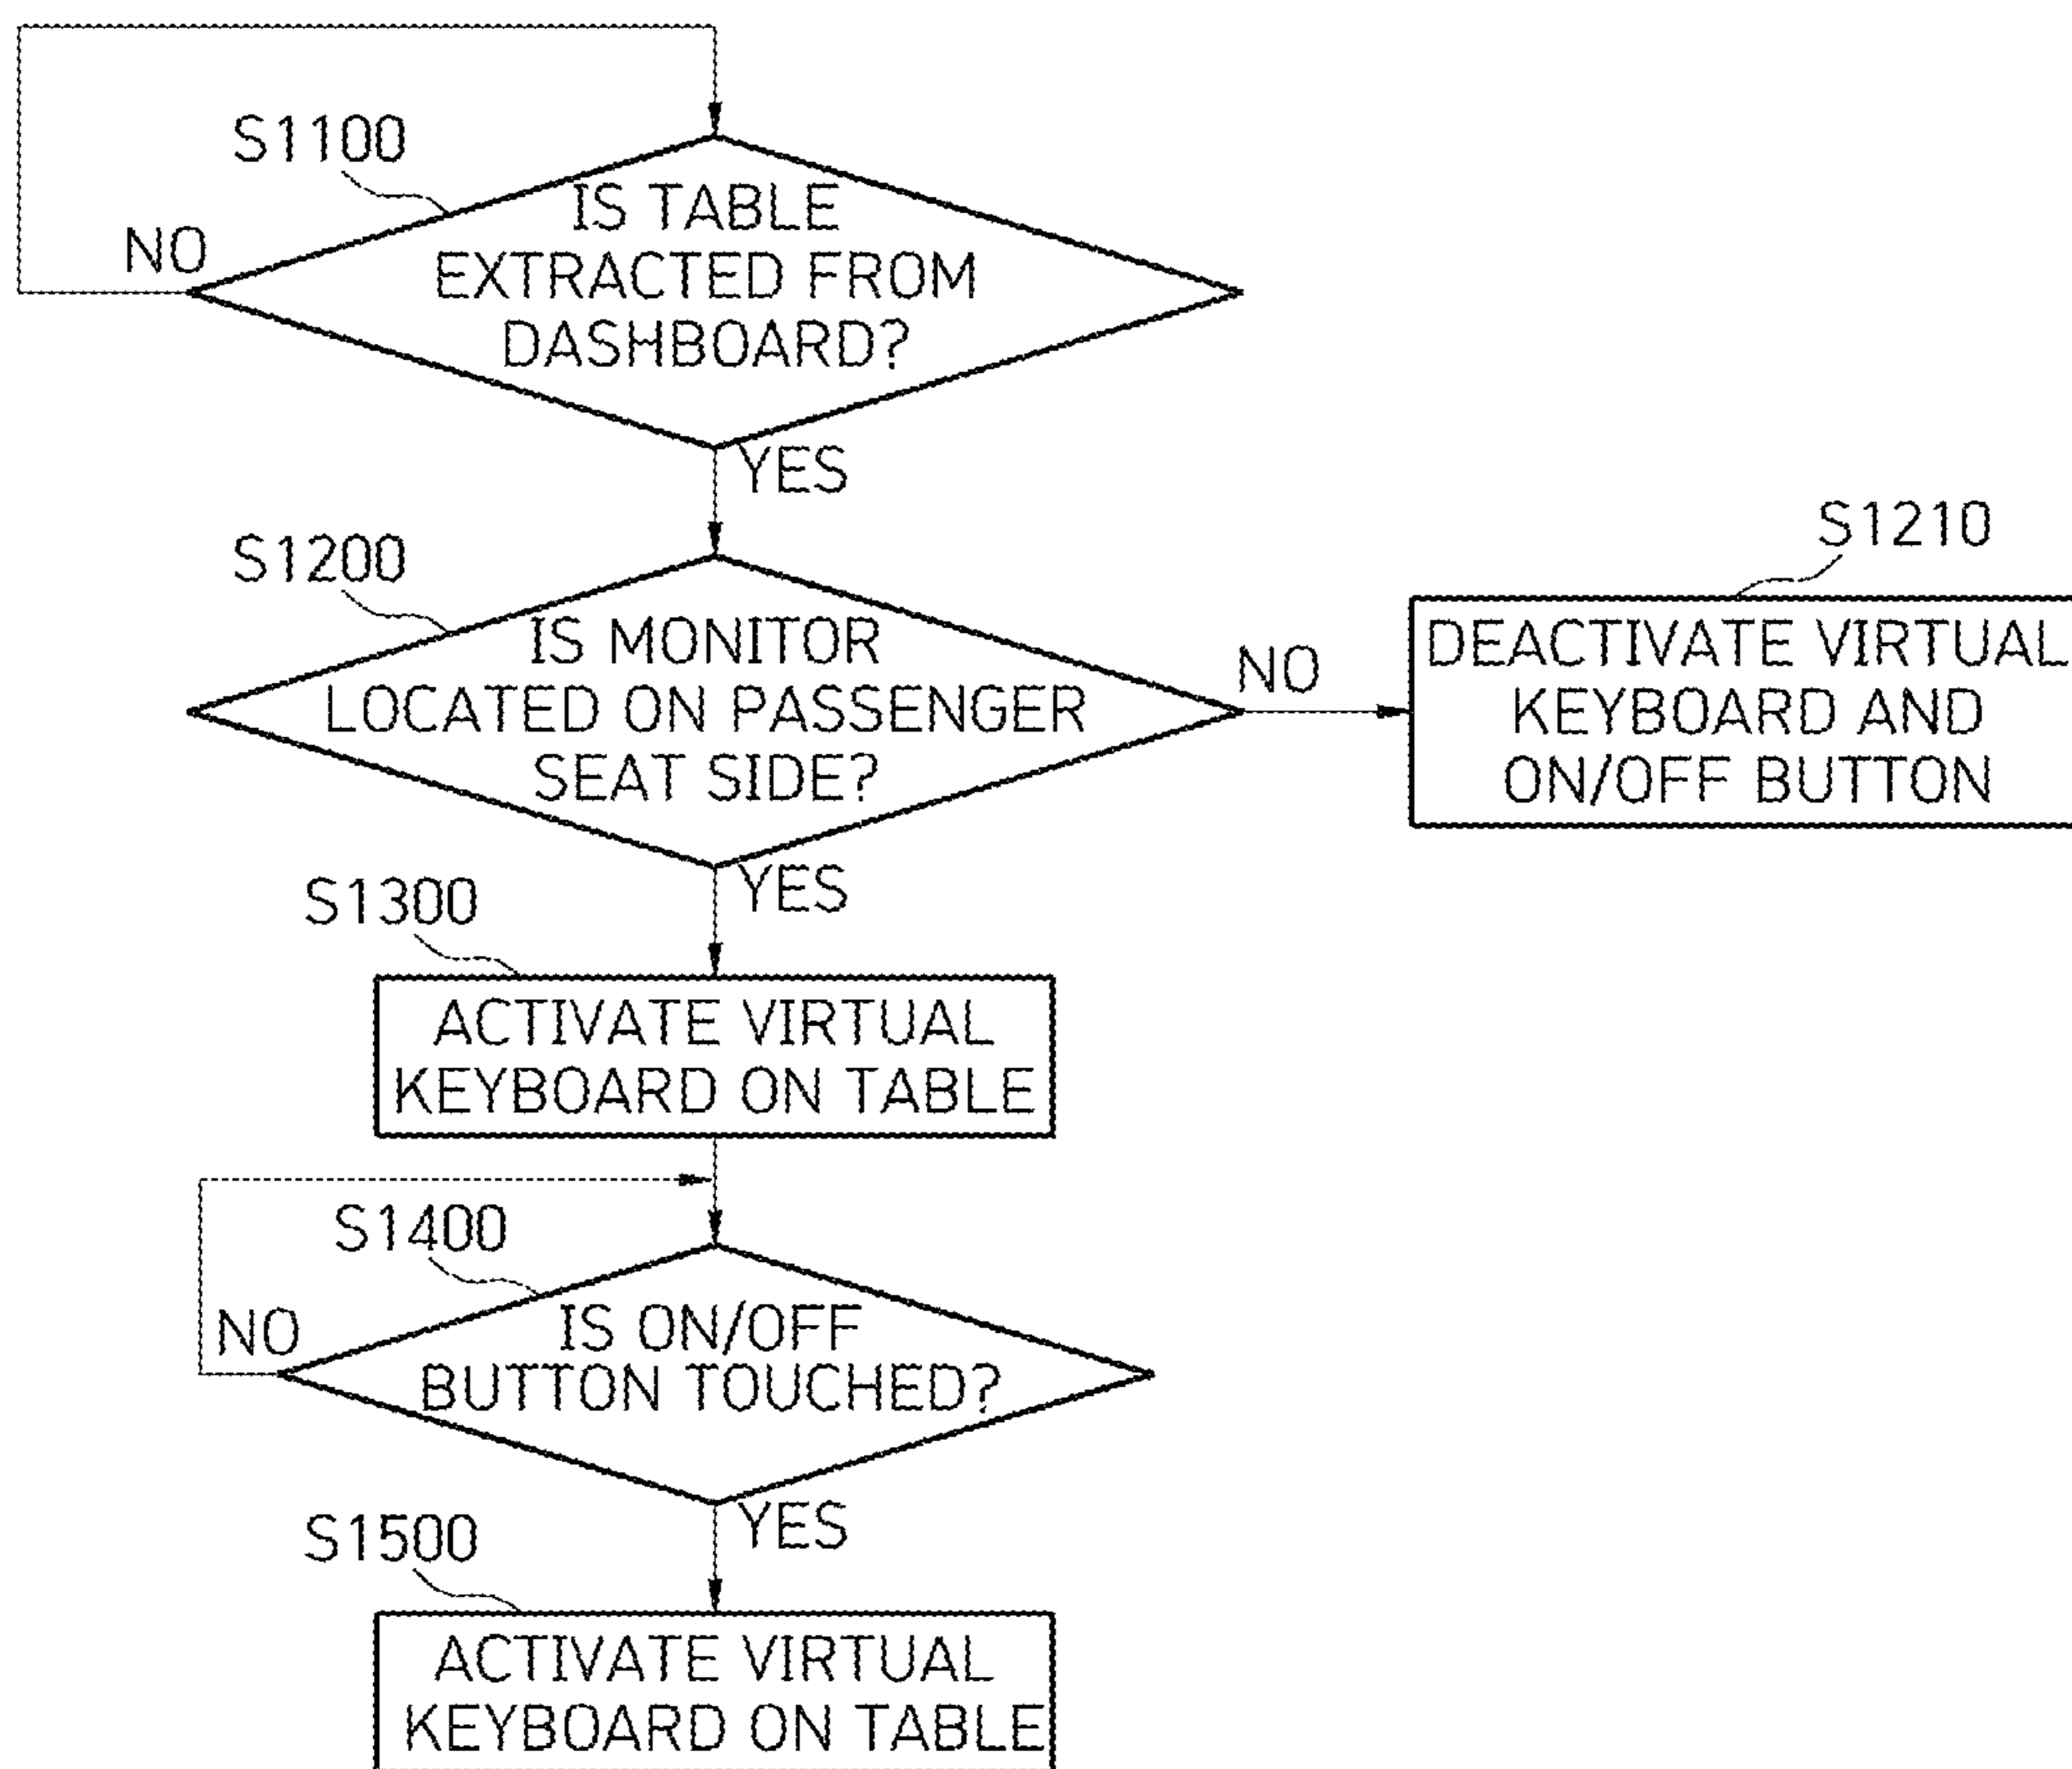 S1100
IS TABLE
EXTRACTED FROM
DASHBOARD?
NO
YES
S1200
IS MONITOR
LOCATED ON PASSENGER
SEAT SIDE?
NO
S1210
DEACTIVATE VIRTUAL
KEYBOARD AND
ON/OFF BUTTON
YES
S1300
ACTIVATE VIRTUAL
KEYBOARD ON TABLE
S1400
IS ON/OFF
BUTTON TOUCHED?
NO
YES
S1500
ACTIVATE VIRTUAL
KEYBOARD ON TABLE